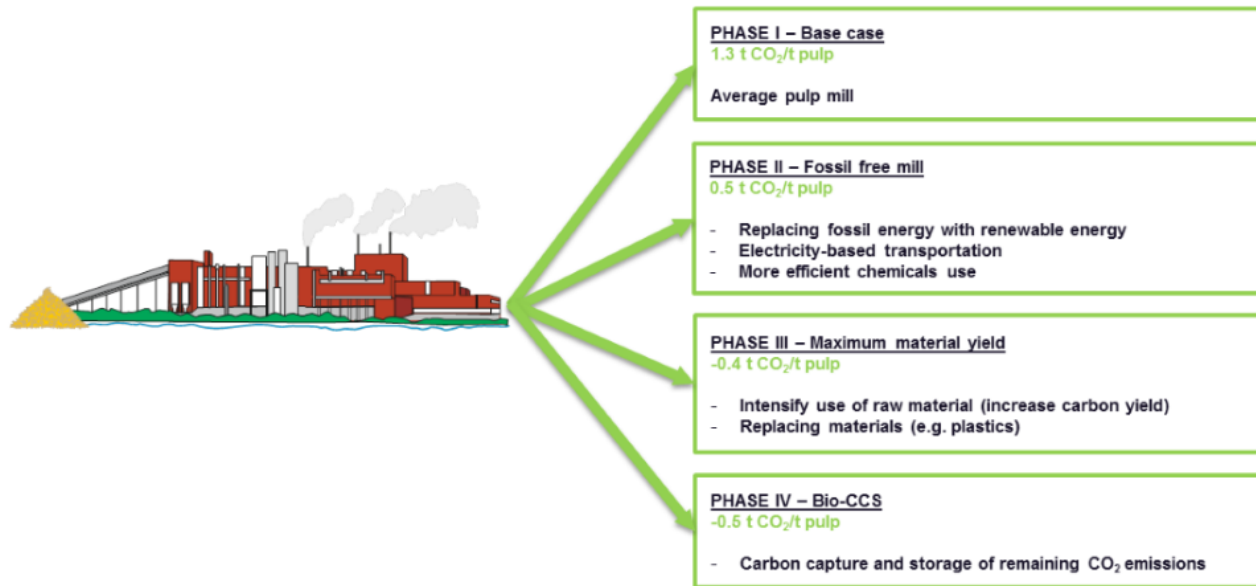 PHASE I – Base case
1.3 t CO₂/t pulp
Average pulp mill
PHASE II – Fossil free mill
0.5 t CO₂/t pulp
- Replacing fossil energy with renewable energy
- Electricity-based transportation
- More efficient chemicals use
PHASE III – Maximum material yield
-0.4 t CO₂/t pulp
- Intensify use of raw material (increase carbon yield)
- Replacing materials (e.g. plastics)
PHASE IV – Bio-CCS
-0.5 t CO₂/t pulp
- Carbon capture and storage of remaining CO₂ emissions